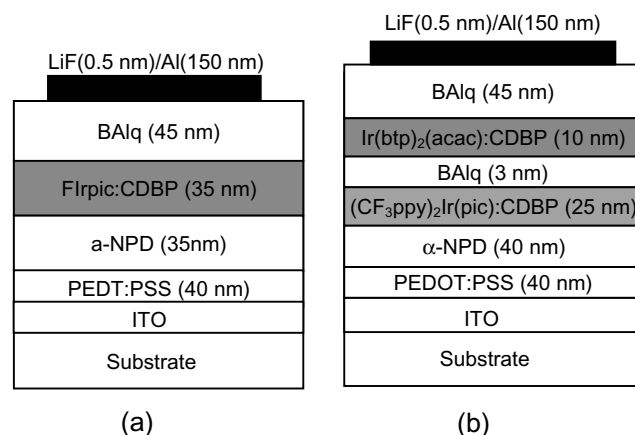 LiF(0.5 nm)/Al(150 nm)
BAlq (45 nm)
FIrpic:CDBP (35 nm)
a-NPD (35nm)
PEDT:PSS (40 nm)
ITO
Substrate
(a)
LiF(0.5 nm)/Al(150 nm)
BAlq (45 nm)
Ir(btp)₂(acac):CDBP (10 nm)
BAlq (3 nm)
(CF₃ppy)₂Ir(pic):CDBP (25 nm)
α-NPD (40 nm)
PEDOT:PSS (40 nm)
ITO
Substrate
(b)